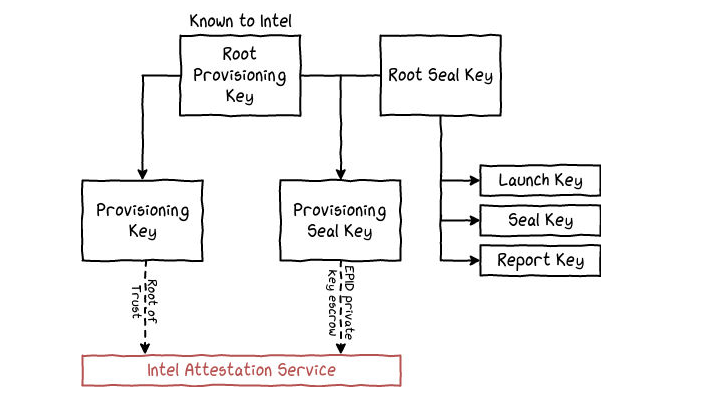 Known to Intel
Root
Provisioning
Key
Root Seal Key
Launch Key
Provisioning
Key
Provisioning
Seal Key
Seal Key
Report Key
Root of
Trust
EPID private
key escrow
Intel Attestation Service